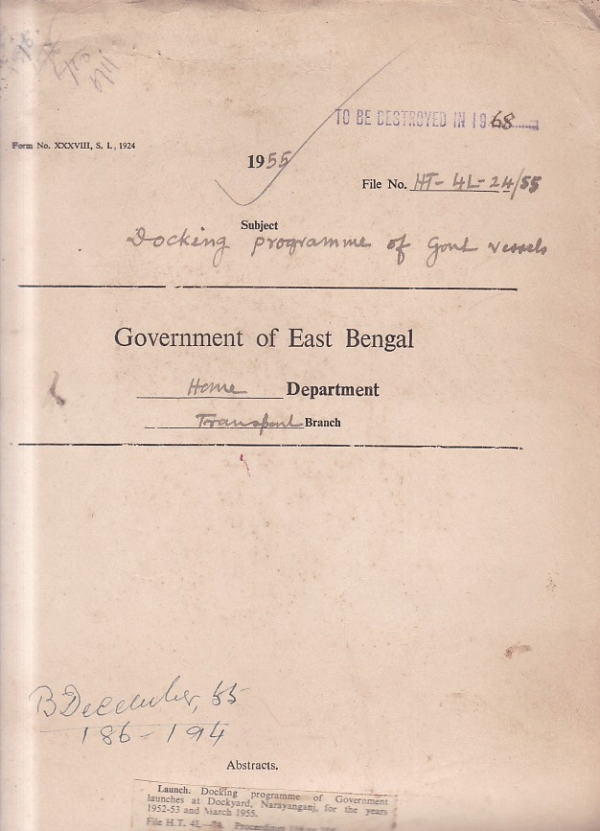 TO BE DESTROYED IN 1968
Form No. XXXVIII, S. I., 1924
1955
File No. HT-4L-24/55
Subject
Docking programme of Govt vessels
Government of East Bengal
Home Department
Transport Branch
B December, 55
186-194
Abstracts.
Launch. Docking programme of Government
launches at Dockyard, Narayanganj, for the years
1952-53 and March 1955.
File H.T. 4L